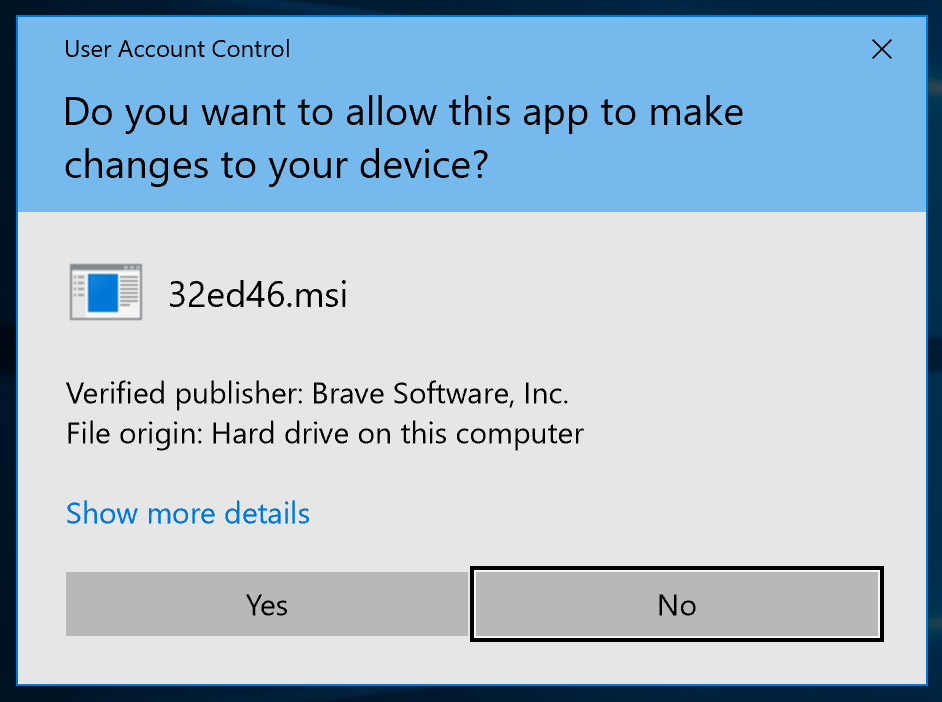 User Account Control
Do you want to allow this app to make
changes to your device?
32ed46.msi
Verified publisher: Brave Software, Inc.
File origin: Hard drive on this computer
Show more details
Yes
No